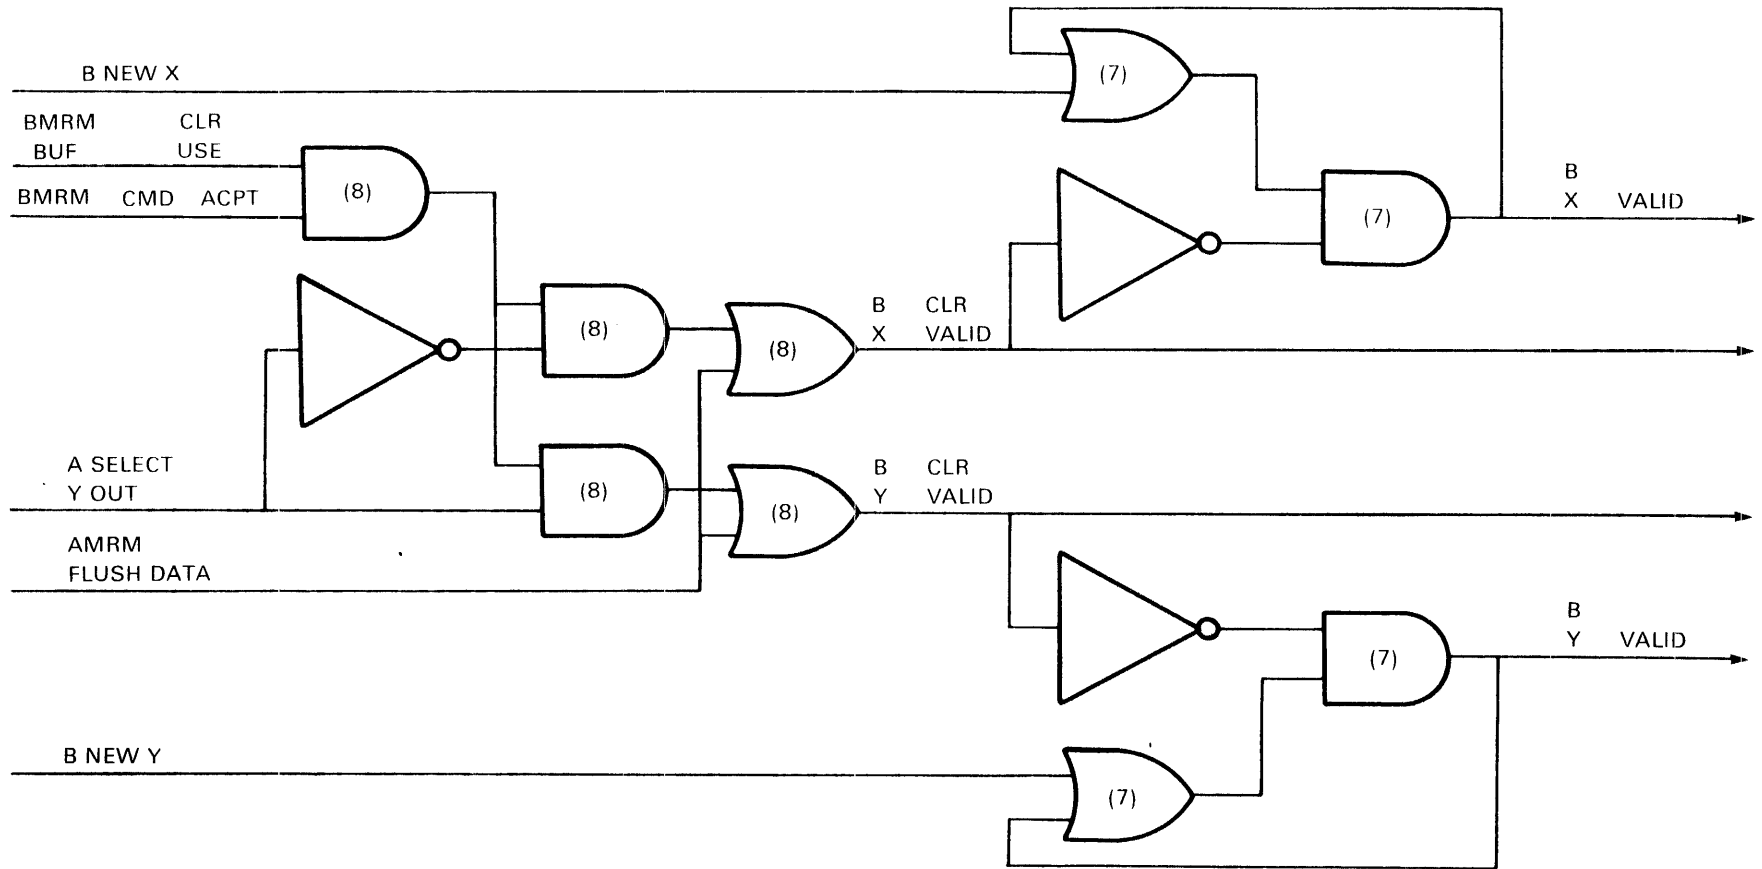 B NEW X
(7)
BMRM CLR
BUF USE
(8)
BMRM CMD ACPT
B
X VALID
(7)
(8)
B CLR
X VALID
(8)
A SELECT
Y OUT
(8)
B CLR
Y VALID
(8)
AMRM
FLUSH DATA
B
Y VALID
(7)
B NEW Y
(7)